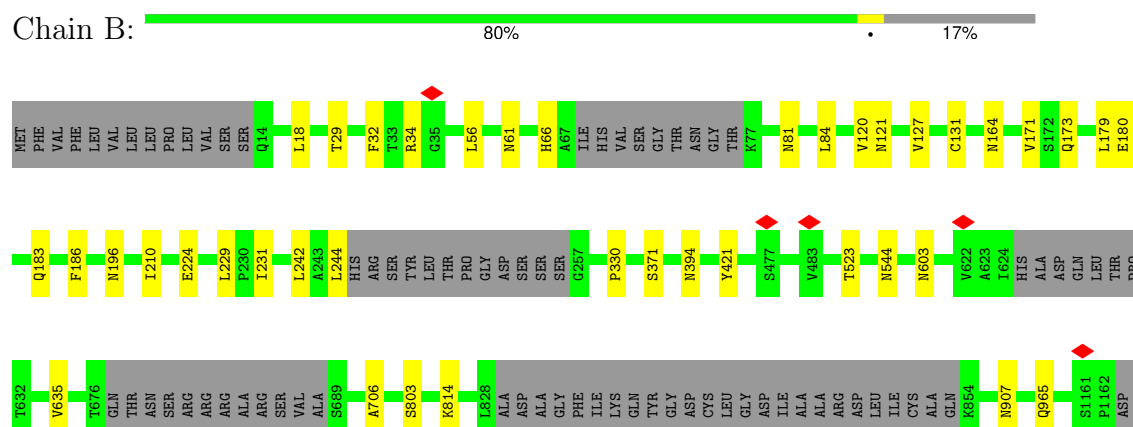 Chain B:
80%
•
17%
MET PHE VAL PHE PHE LEU VAL LEU LEU PRO LEU VAL SER SER Q14 L18 T29 F32 T33 R34 G35 L56 N61 H66 A67 ILE HIS VAL SER GLY THR ASN GLY THR K77 N81 L84 V120 N121 V127 C131 N164 V171 S172 Q173 L179 E180
Q183 F186 N196 I210 E224 L229 P230 I231 L242 A243 L244 HIS ARG SER TYR LEU THR PRO GLY ASP SER SER SER G257 P330 S371 N394 Y421 S477 V483 T523 N544 N603 V622 A623 I624 HIS ALA ASP GLN LEU THR PRO
T632 V635 T676 GLN THR ASN SER ARG ARG ARG ALA ARG SER VAL ALA S689 A706 S803 K814 L828 ALA ASP ALA GLY PHE ILE LYS GLN TYR GLY ASP CYS LEU GLY ASP ILE ALA ALA ARG ASP LEU ILE CYS ALA GLN K854 N907 Q965 S1161 P1162 ASP